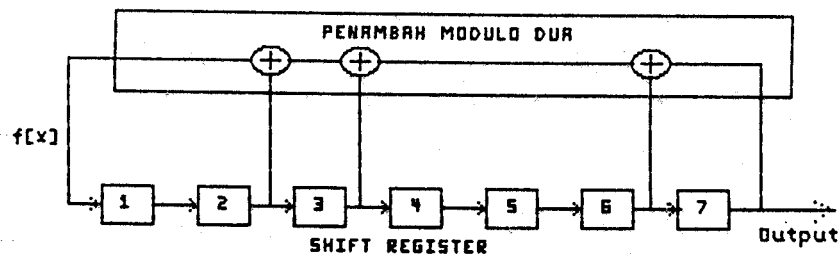 PENAMBAH MODULO DUA
+ + +
f[x]
1 2 3 4 5 6 7
Output
SHIFT REGISTER